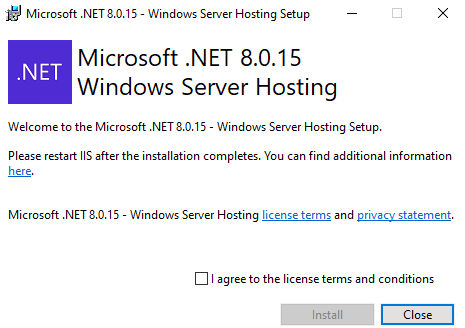 Microsoft .NET 8.0.15 - Windows Server Hosting Setup
.NET
Microsoft .NET 8.0.15
Windows Server Hosting
Welcome to the Microsoft .NET 8.0.15 - Windows Server Hosting Setup.
Please restart IIS after the installation completes. You can find additional information
here.
Microsoft .NET 8.0.15 - Windows Server Hosting license terms and privacy statement.
I agree to the license terms and conditions
Install
Close